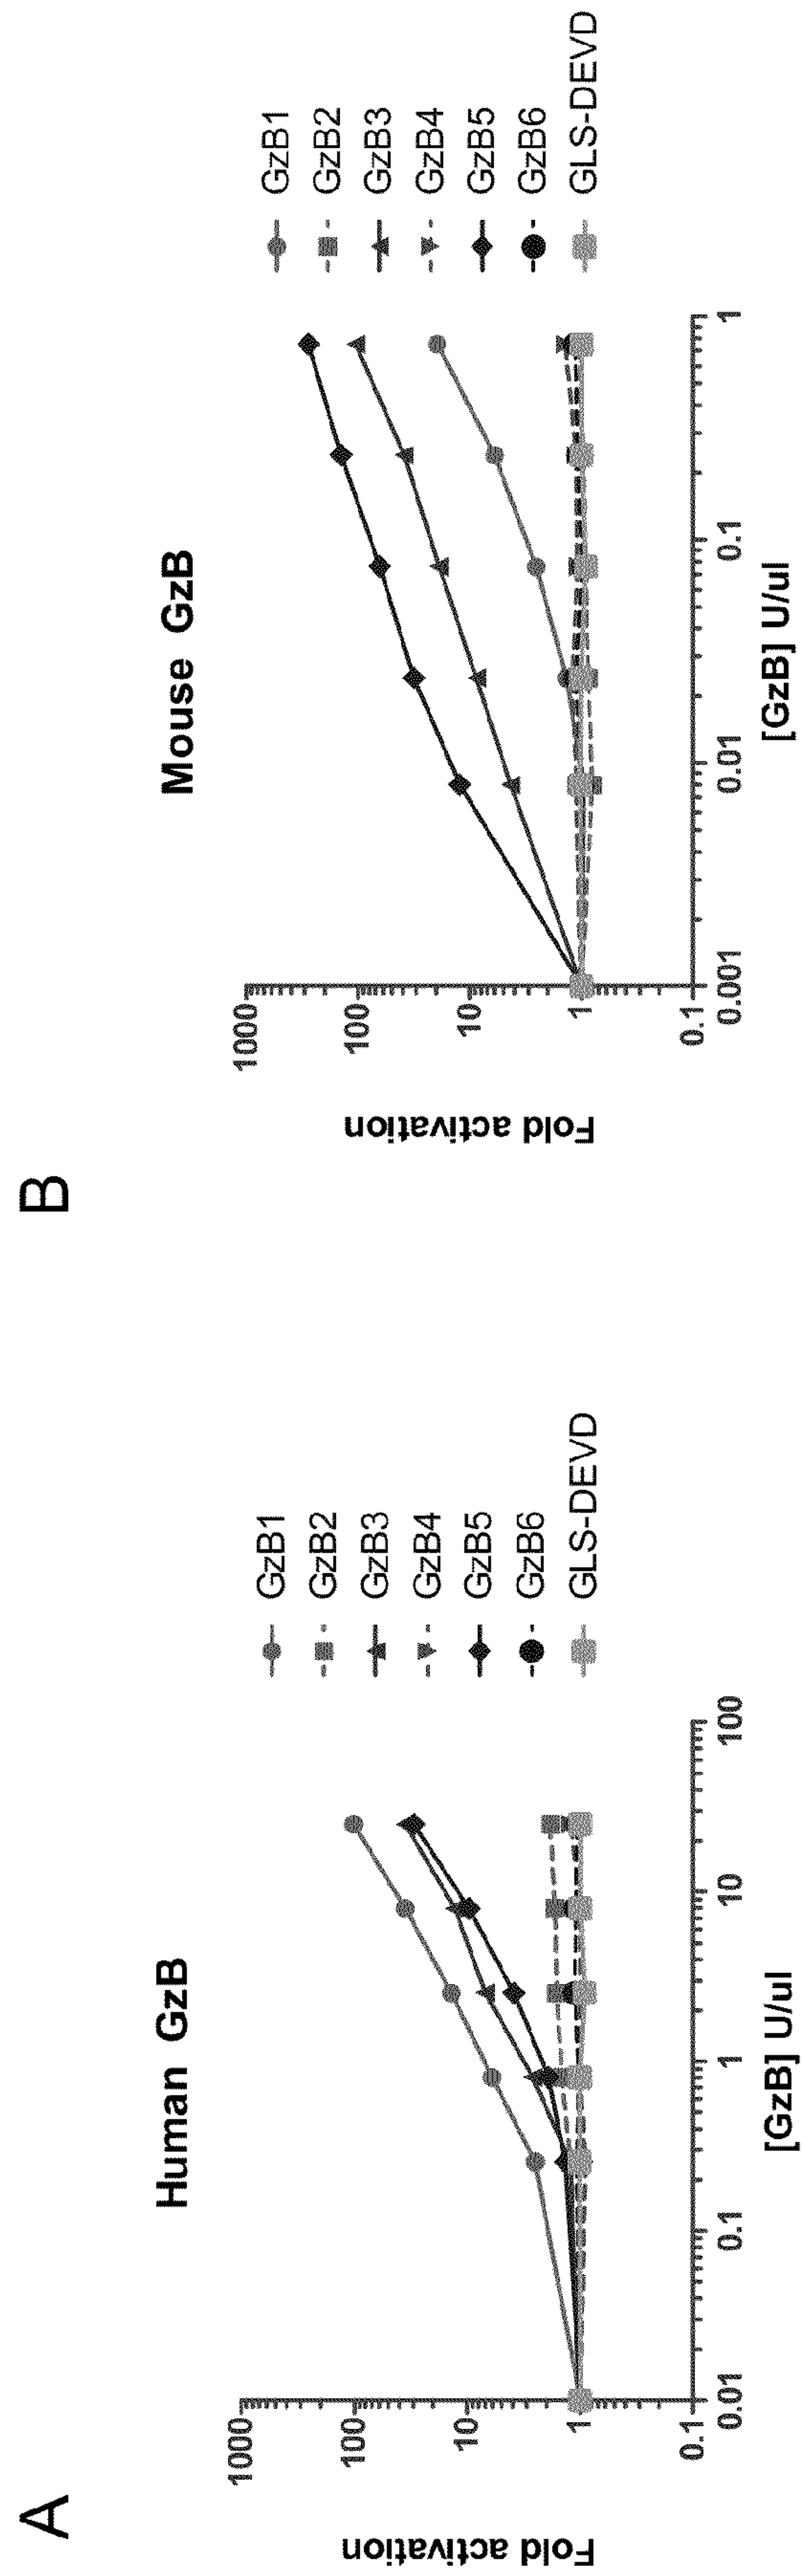 A
Human GzB
Fold activation
1000
100
10
1
0.1
0.01
0.1
1
10
100
[GzB] U/ul
GzB1
GzB2
GzB3
GzB4
GzB5
GzB6
GLS-DEVD
B
Mouse GzB
Fold activation
1000
100
10
1
0.1
0.001
0.01
0.1
1
[GzB] U/ul
GzB1
GzB2
GzB3
GzB4
GzB5
GzB6
GLS-DEVD